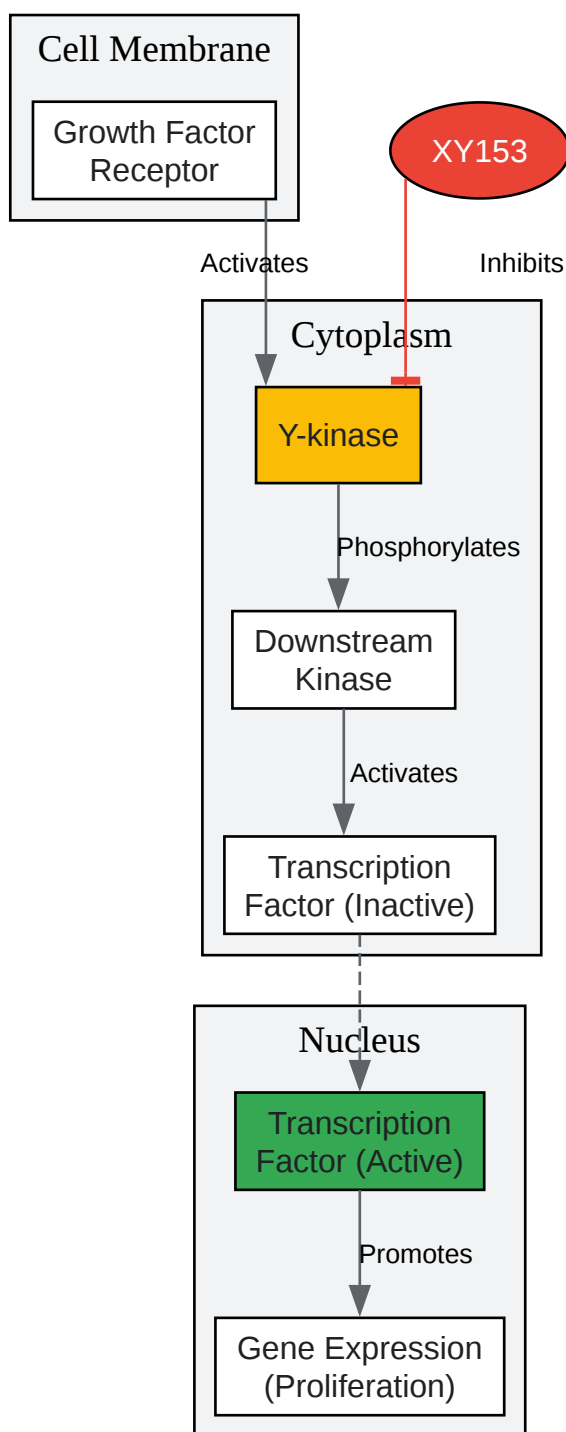 Cell Membrane
Growth Factor
Receptor
XY153
Activates
Inhibits
Cytoplasm
Y-kinase
Phosphorylates
Downstream
Kinase
Activates
Transcription
Factor (Inactive)
Nucleus
Transcription
Factor (Active)
Promotes
Gene Expression
(Proliferation)